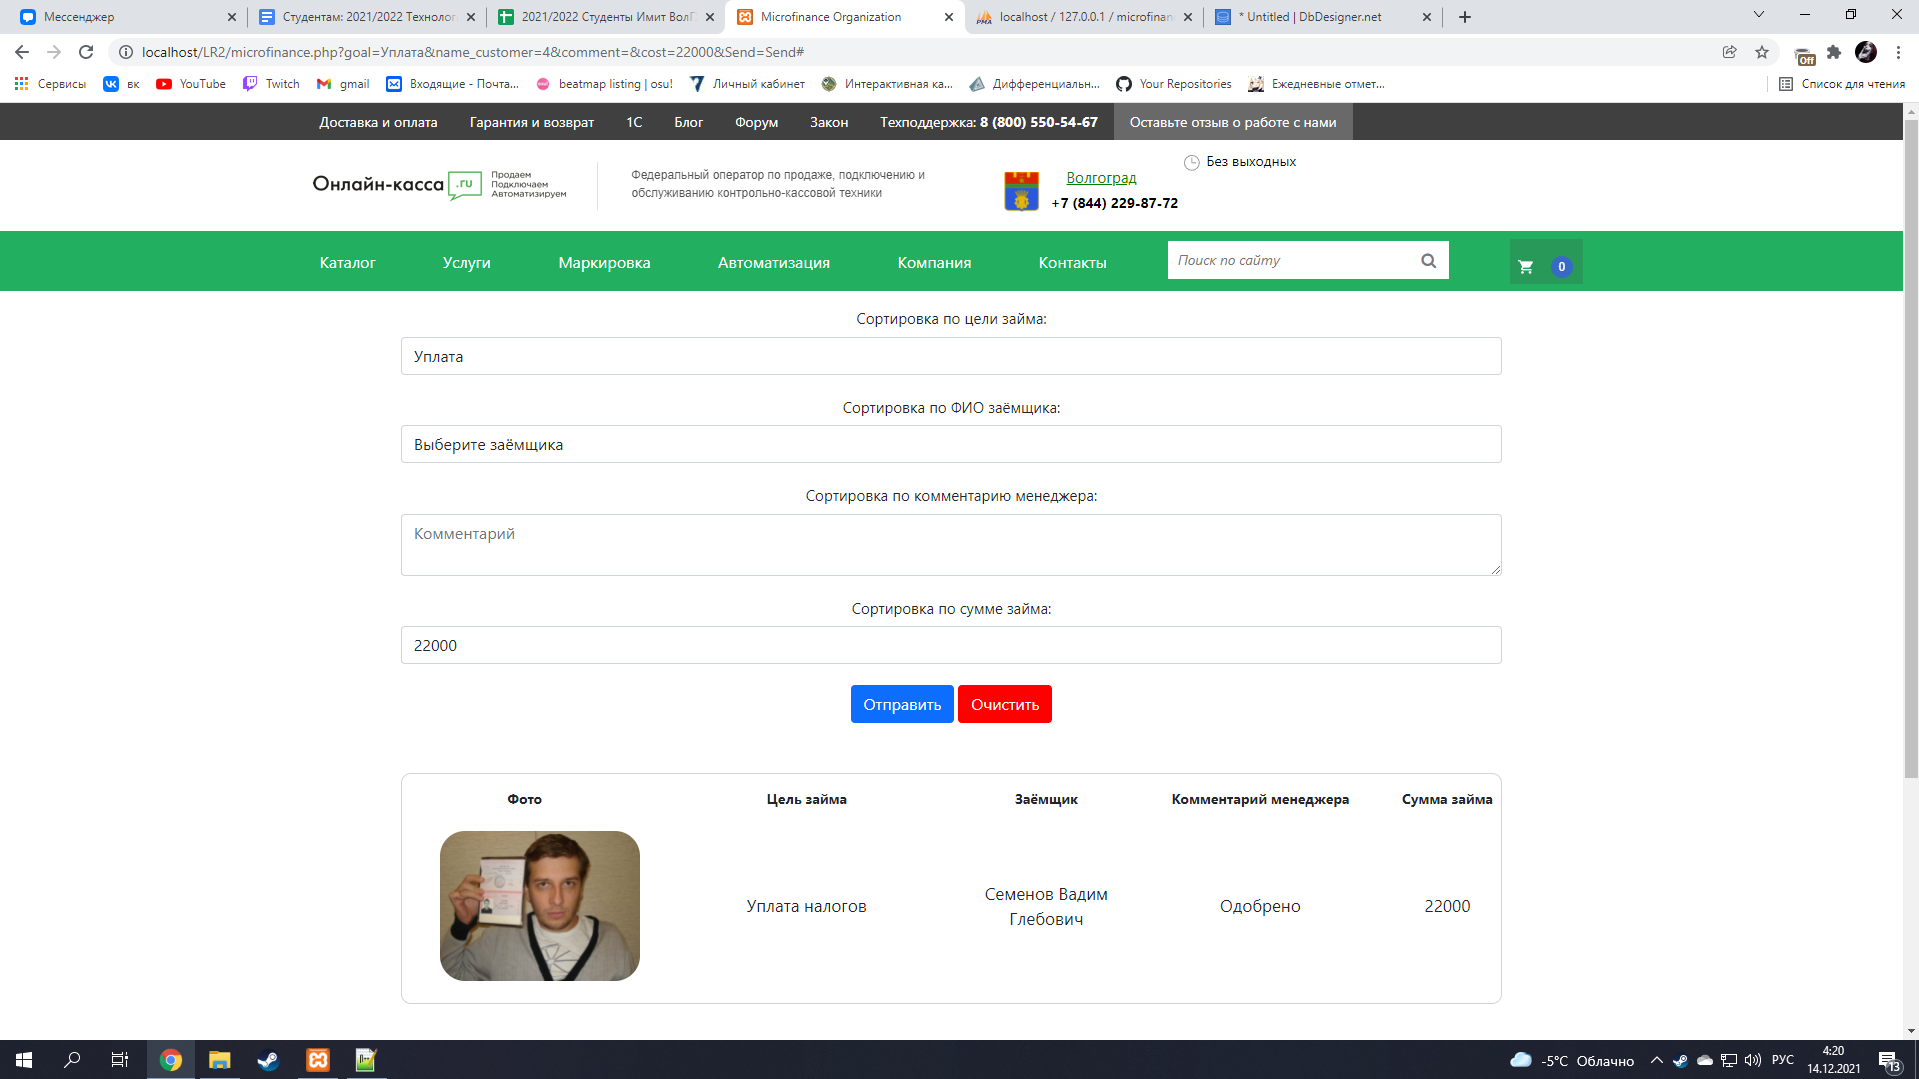 Мессенджер
Студентам: 2021/2022 Технолог
2021/2022 Студенты Имит ВолГ
Microfinance Organization
localhost / 127.0.0.1 / microfinan
* Untitled | DbDesigner.net
localhost/LR2/microfinance.php?goal=Уплата&name_customer=4&comment=&cost=22000&Send=Send#
Off
Сервисы
вк
YouTube
Twitch
gmail
Входящие - Почта...
beatmap listing | osu!
Личный кабинет
Интерактивная ка...
Дифференциальн...
Your Repositories
Ежедневные отмет...
Список для чтения
Доставка и оплата
Гарантия и возврат
1С
Блог
Форум
Закон
Техподдержка: 8 (800) 550-54-67
Оставьте отзыв о работе с нами
Онлайн-касса .ru
Продаем
Подключаем
Автоматизируем
Федеральный оператор по продаже, подключению и
обслуживанию контрольно-кассовой техники
Волгоград
+7 (844) 229-87-72
Без выходных
Каталог
Услуги
Маркировка
Автоматизация
Компания
Контакты
Поиск по сайту
0
Сортировка по цели займа:
Уплата
Сортировка по ФИО заёмщика:
Выберите заёмщика
Сортировка по комментарию менеджера:
Комментарий
Сортировка по сумме займа:
22000
Отправить
Очистить
Фото
Цель займа
Заёмщик
Комментарий менеджера
Сумма займа
Уплата налогов
Семенов Вадим
Глебович
Одобрено
22000
-5°C Облачно
РУС
4:20
14.12.2021
13